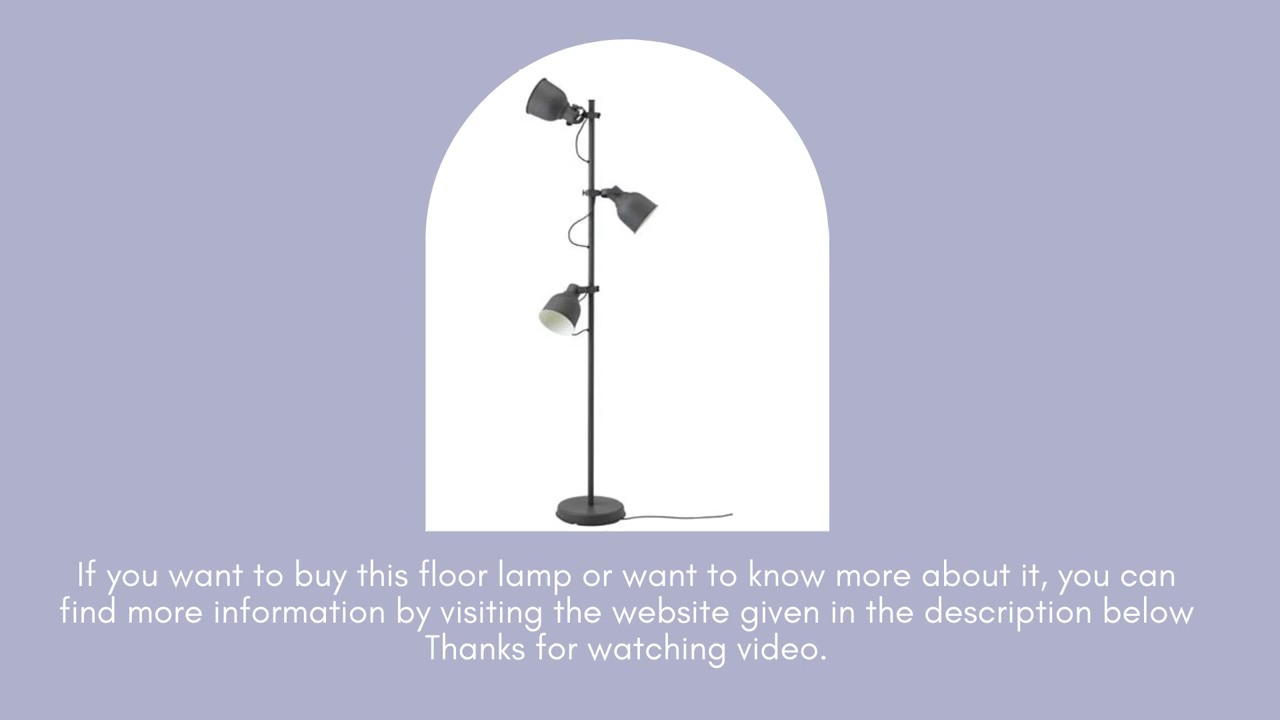 If you want to buy this floor lamp or want to know more about it, you can
find more information by visiting the website given in the description below
Thanks for watching video.